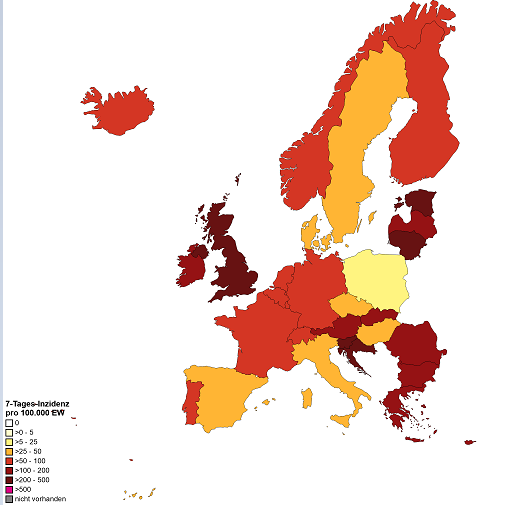 7-Tages-Inzidenz
pro 100.000 EW
0
>0 - 5
>5 - 25
>25 - 50
>50 - 100
>100 - 200
>200 - 500
>500
nicht vorhanden